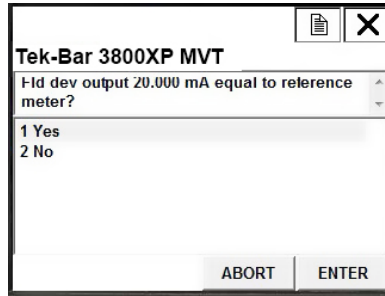 Tek-Bar 3800XP MVT
Fld dev output 20.000 mA equal to reference
meter?
1 Yes
2 No
ABORT
ENTER